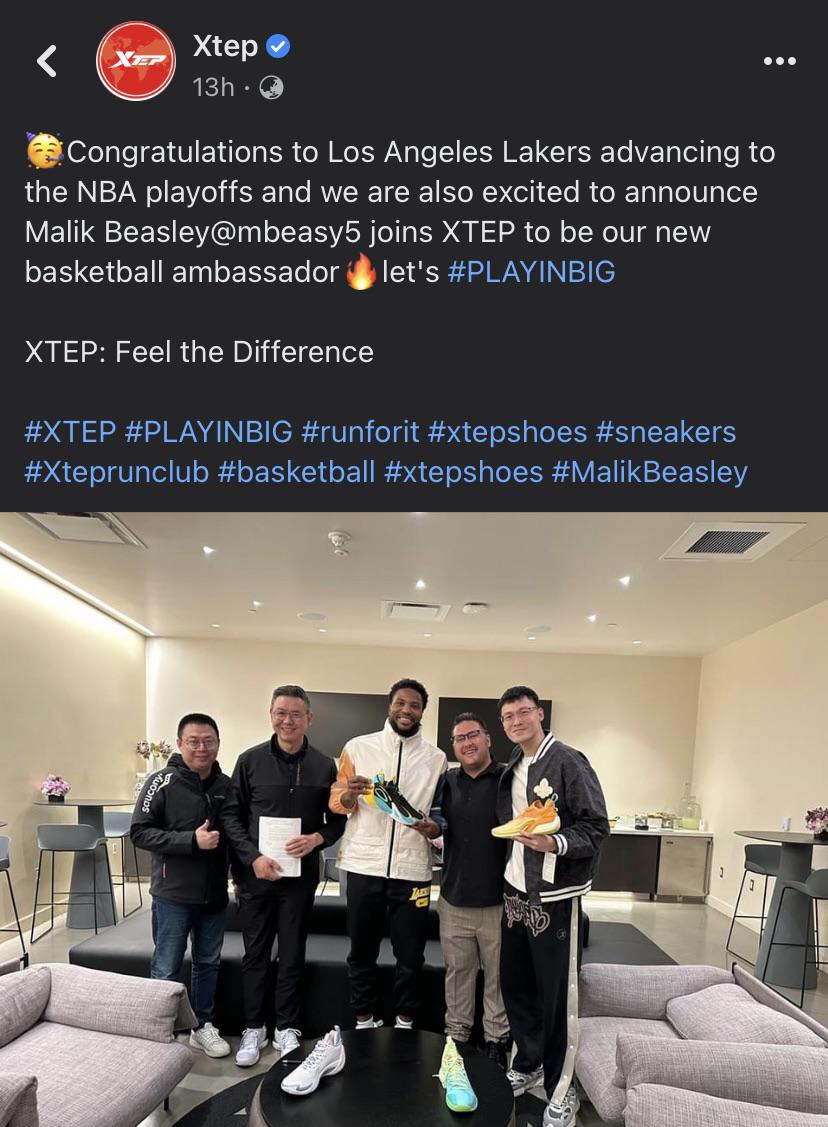 XTEP
Xtep
13h ·
🥳Congratulations to Los Angeles Lakers advancing to
the NBA playoffs and we are also excited to announce
Malik Beasley@mbeasy5 joins XTEP to be our new
basketball ambassador🔥let's #PLAYINBIG
XTEP: Feel the Difference
#XTEP #PLAYINBIG #runforit #xtepshoes #sneakers
#Xteprunclub #basketball #xtepshoes #MalikBeasley
saucony